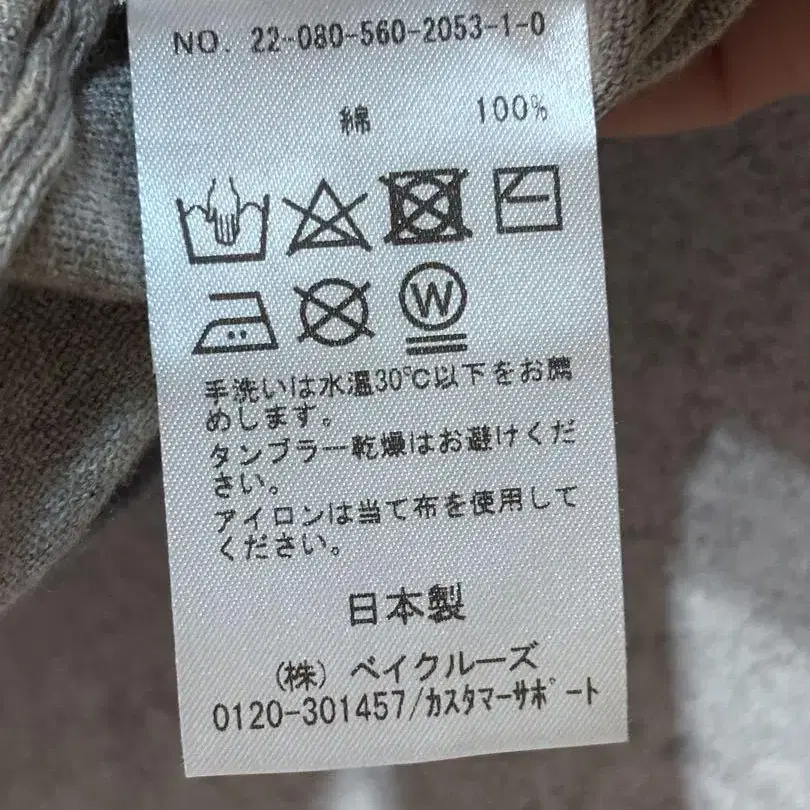 NO. 22-080-560-2053-1-0
綿 100%
W
手洗いは水温30℃以下をお薦
めします。
タンブラー乾燥はお避けくだ
さい。
アイロンは当て布を使用して
ください。
日本製
(株) ベイクルーズ
0120-301457/カスタマーサポート